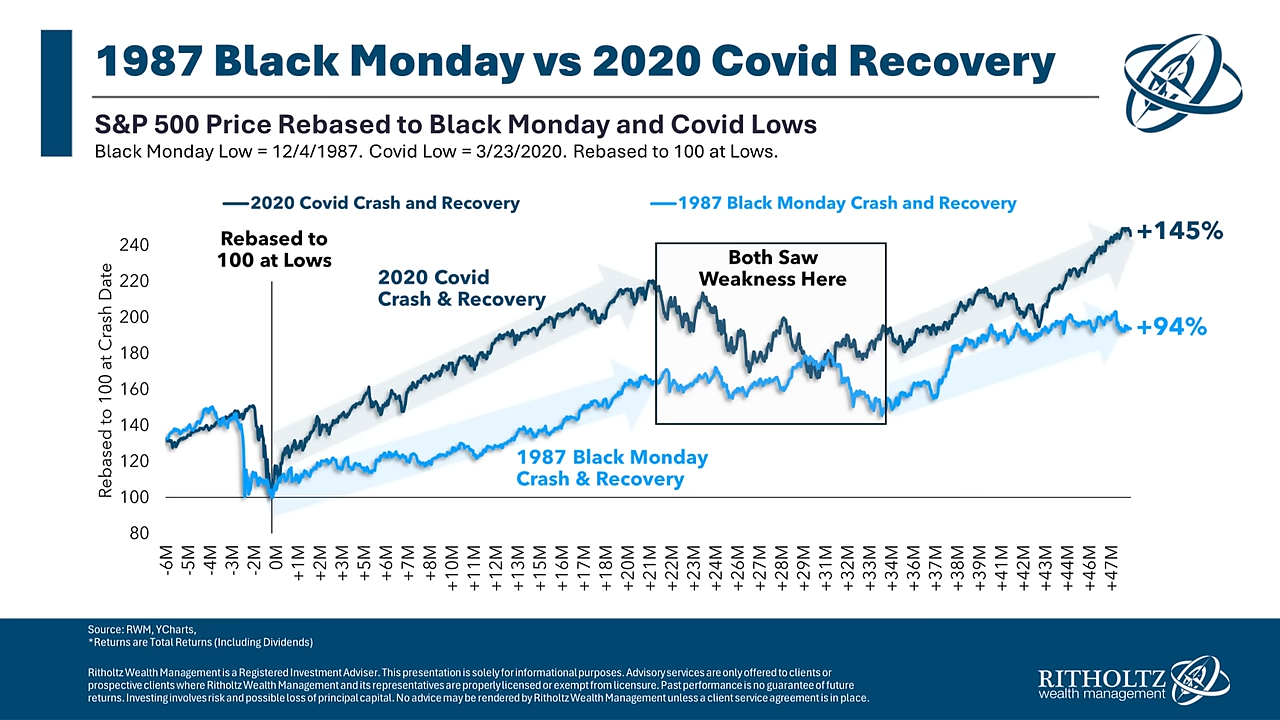 1987 Black Monday vs 2020 Covid Recovery
S&P 500 Price Rebased to Black Monday and Covid Lows
Black Monday Low = 12/4/1987. Covid Low = 3/23/2020. Rebased to 100 at Lows.
2020 Covid Crash and Recovery
1987 Black Monday Crash and Recovery
Rebased to
100 at Lows
2020 Covid
Crash & Recovery
Both Saw
Weakness Here
+145%
+94%
1987 Black Monday
Crash & Recovery
Rebased to 100 at Crash Date
240
220
200
180
160
140
120
100
80
-6M
-5M
-4M
-3M
-2M
0M
+1M
+2M
+3M
+5M
+6M
+7M
+8M
+10M
+11M
+12M
+13M
+15M
+16M
+17M
+18M
+20M
+21M
+22M
+23M
+24M
+26M
+27M
+28M
+29M
+31M
+32M
+33M
+34M
+36M
+37M
+38M
+39M
+41M
+42M
+43M
+44M
+46M
+47M
Source: RWM, YCharts,
*Returns are Total Returns (Including Dividends)
Ritholtz Wealth Management is a Registered Investment Adviser. This presentation is solely for informational purposes. Advisory services are only offered to clients or
prospective clients where Ritholtz Wealth Management and its representatives are properly licensed or exempt from licensure. Past performance is no guarantee of future
returns. Investing involves risk and possible loss of principal capital. No advice may be rendered by Ritholtz Wealth Management unless a client service agreement is in place.
RITHOLTZ
wealth management